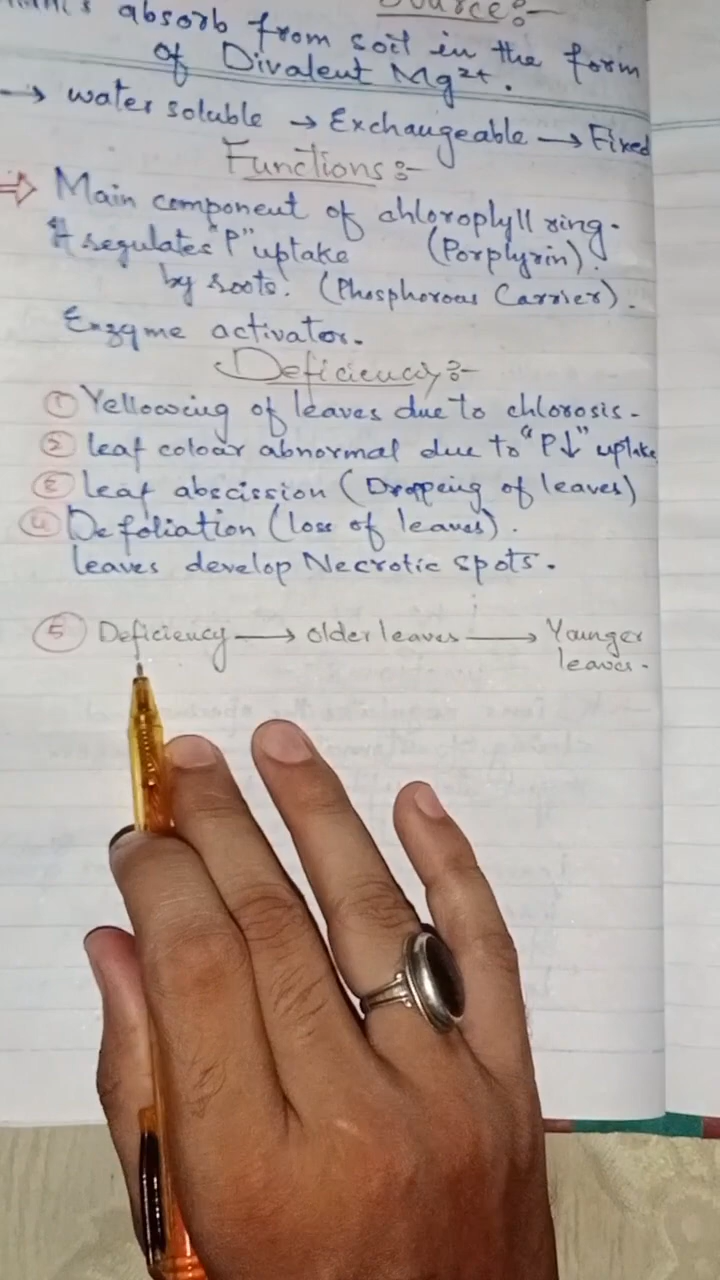 Source:-
absorb from soil in the form
of Divalent Mg²⁺.
→ water soluble → Exchangeable → Fixed
Functions:-
⇒ Main component of chlorophyll ring.
It regulates "P" uptake (Porplyrin).
by roots. (Phosphorous Carrier).
Enzyme activator.
Deficiency:-
① Yellowing of leaves due to chlorosis.
② leaf colour abnormal due to "P↓" uptake
③ leaf abscission (Dropping of leaves)
④ Defoliation (loss of leaves).
leaves develop Necrotic spots.
⑤ Deficiency → older leaves → Younger
leaves.